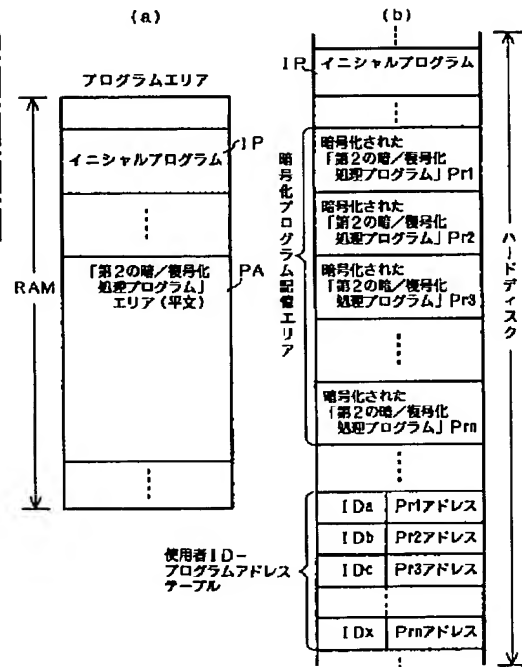 (a)
プログラムエリア
イニシャルプログラム
IP
「第2の暗/復号化
処理プログラム」
エリア(平文)
PA
RAM
(b)
IP
イニシャルプログラム
暗号化された
「第2の暗/復号化
処理プログラム」Pr1
暗号化された
「第2の暗/復号化
処理プログラム」Pr2
暗号化された
「第2の暗/復号化
処理プログラム」Pr3
暗号化された
「第2の暗/復号化
処理プログラム」Prn
暗号化プログラム記憶エリア
ハードディスク
IDa Pr1アドレス
IDb Pr2アドレス
IDc Pr3アドレス
IDx Prnアドレス
使用者ID-
プログラムアドレス
テーブル